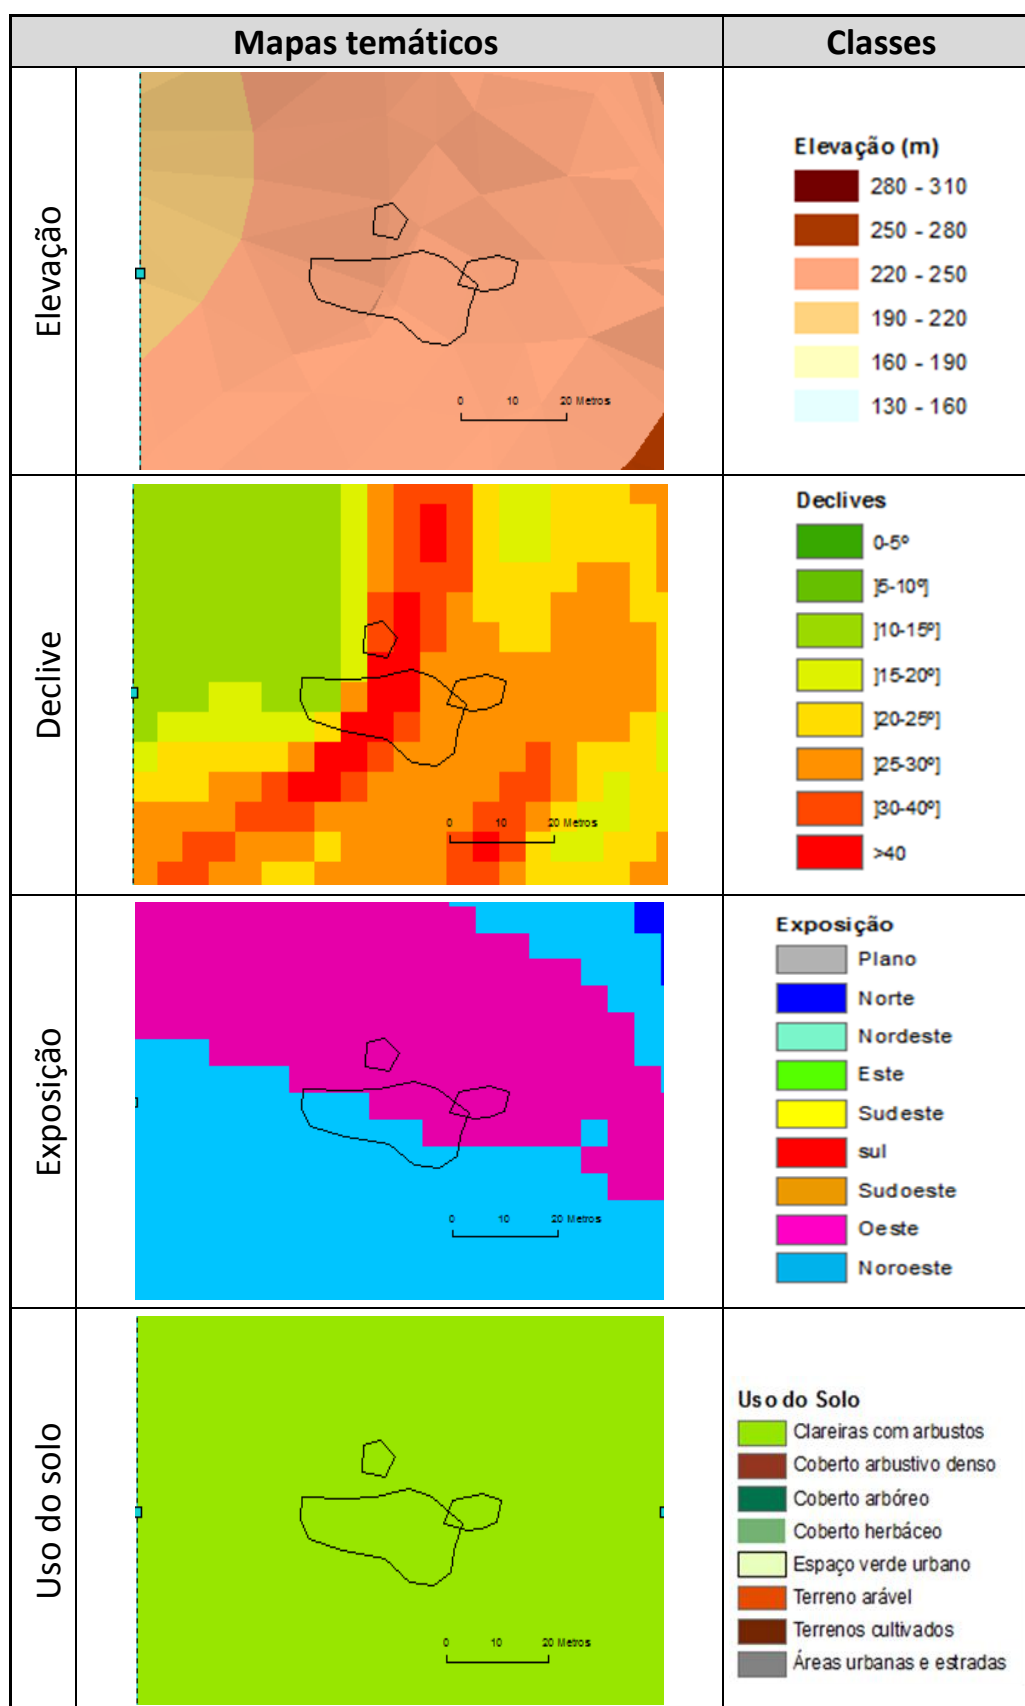 Mapas temáticos
Classes
Elevação
0 10 20 Metros
Elevação (m)
280 - 310
250 - 280
220 - 250
190 - 220
160 - 190
130 - 160
Declive
0 10 20 Metros
Declives
0-5º
]5-10º]
]10-15º]
]15-20º]
]20-25º]
]25-30º]
]30-40º]
>40
Exposição
0 10 20 Metros
Exposição
Plano
Norte
Nordeste
Este
Sudeste
sul
Sudoeste
Oeste
Noroeste
Uso do solo
0 10 20 Metros
Uso do Solo
Clareiras com arbustos
Coberto arbustivo denso
Coberto arbóreo
Coberto herbáceo
Espaço verde urbano
Terreno arável
Terrenos cultivados
Áreas urbanas e estradas